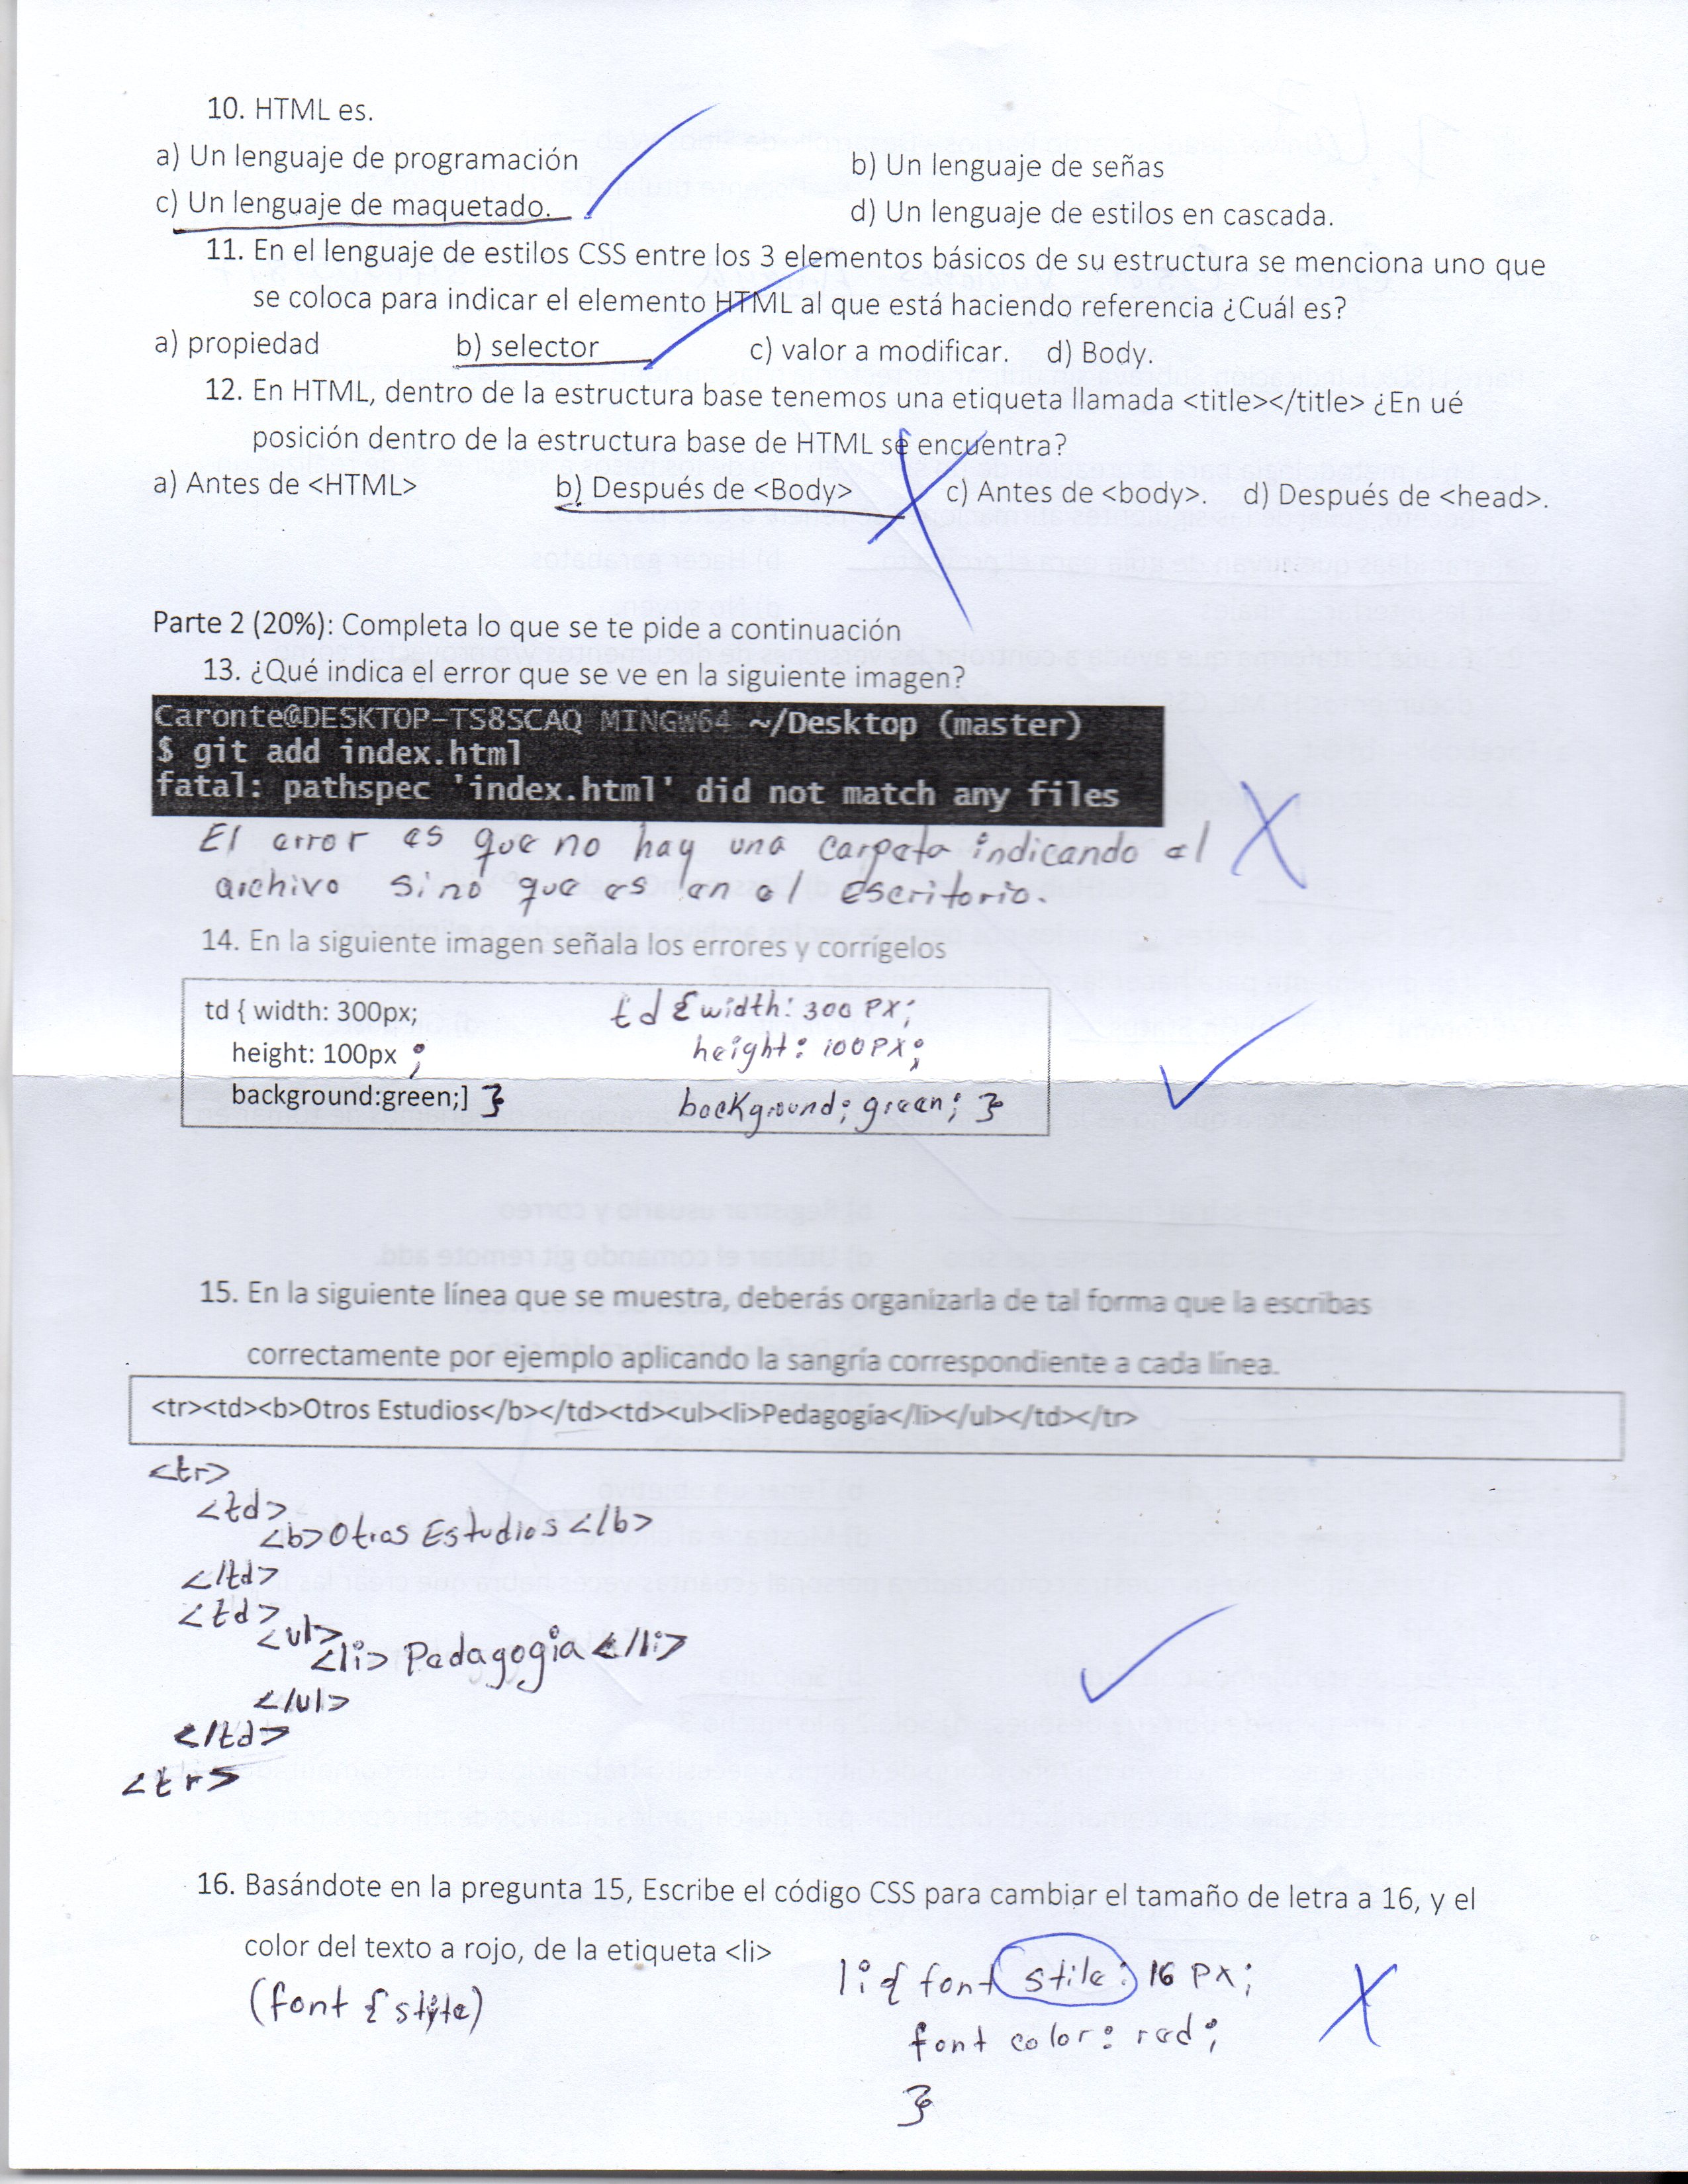 10. HTML es.
a) Un lenguaje de programación b) Un lenguaje de señas
c) Un lenguaje de maquetado. d) Un lenguaje de estilos en cascada.
11. En el lenguaje de estilos CSS entre los 3 elementos básicos de su estructura se menciona uno que
se coloca para indicar el elemento HTML al que está haciendo referencia ¿Cuál es?
a) propiedad b) selector c) valor a modificar. d) Body.
12. En HTML, dentro de la estructura base tenemos una etiqueta llamada <title></title> ¿En ué
posición dentro de la estructura base de HTML se encuentra?
a) Antes de <HTML> b) Después de <Body> c) Antes de <body>. d) Después de <head>.
Parte 2 (20%): Completa lo que se te pide a continuación
13. ¿Qué indica el error que se ve en la siguiente imagen?
Caronte@DESKTOP-TS8SCAQ MINGW64 ~/Desktop (master)
$ git add index.html
fatal: pathspec 'index.html' did not match any files
El error es que no hay una carpeta indicando el
archivo sino que es en el escritorio.
14. En la siguiente imagen señala los errores y corrígelos
td { width: 300px; td { width: 300 PX;
height: 100px ; height: 100PX;
background:green;] } background; green; }
15. En la siguiente línea que se muestra, deberás organizarla de tal forma que la escribas
correctamente por ejemplo aplicando la sangría correspondiente a cada línea.
<tr><td><b>Otros Estudios</b></td><td><ul><li>Pedagogía</li></ul></td></tr>
<tr>
<td>
<b>Otros Estudios</b>
</td>
<td>
<ul>
<li> Pedagogia </li>
</ul>
</td>
<tr>
16. Basándote en la pregunta 15, Escribe el código CSS para cambiar el tamaño de letra a 16, y el
color del texto a rojo, de la etiqueta <li>
(font { style) li{ font stile: 16 PX;
font color: red;
}